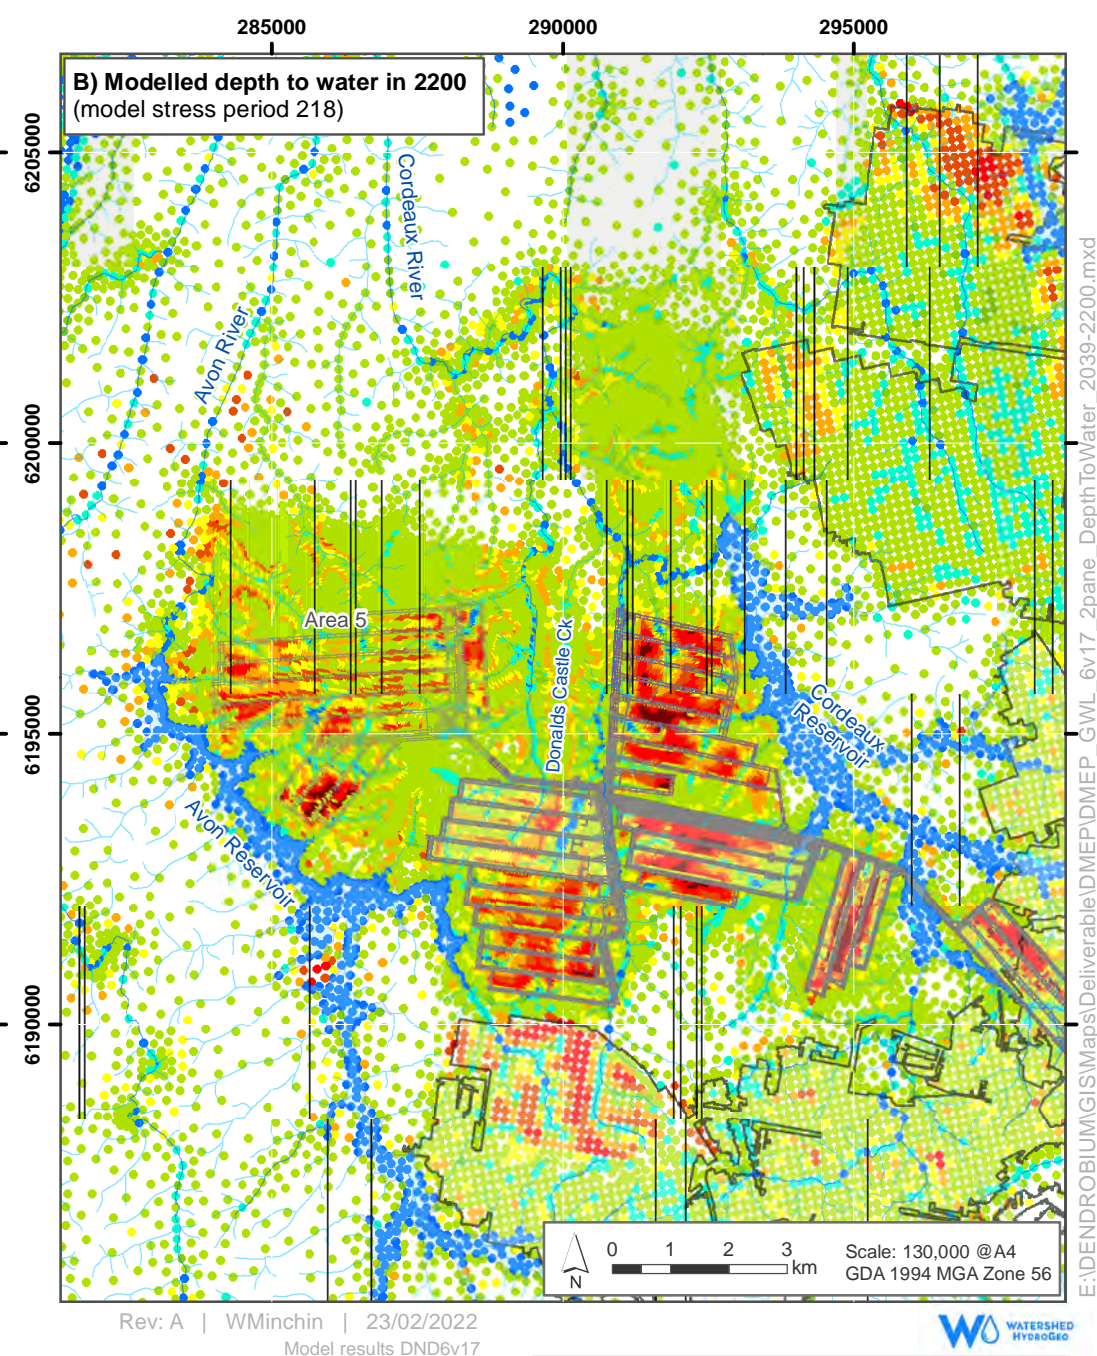 285000
290000
295000
B) Modelled depth to water in 2200
(model stress period 218)
6205000
6200000
6195000
6190000
Cordeaux River
Avon River
Area 5
Donalds Castle Ck
Cordeaux
Reservoir
Avon Reservoir
0 1 2 3
km
N
Scale: 130,000 @A4
GDA 1994 MGA Zone 56
E:\DENDROBIUM\GIS\Maps\Deliverable\DMEP\DMEP_GWL_6v17_2pane_DepthToWater_2039-2200.mxd
Rev: A | WMinchin | 23/02/2022
Model results DND6v17
WATERSHED
HYDROGEO